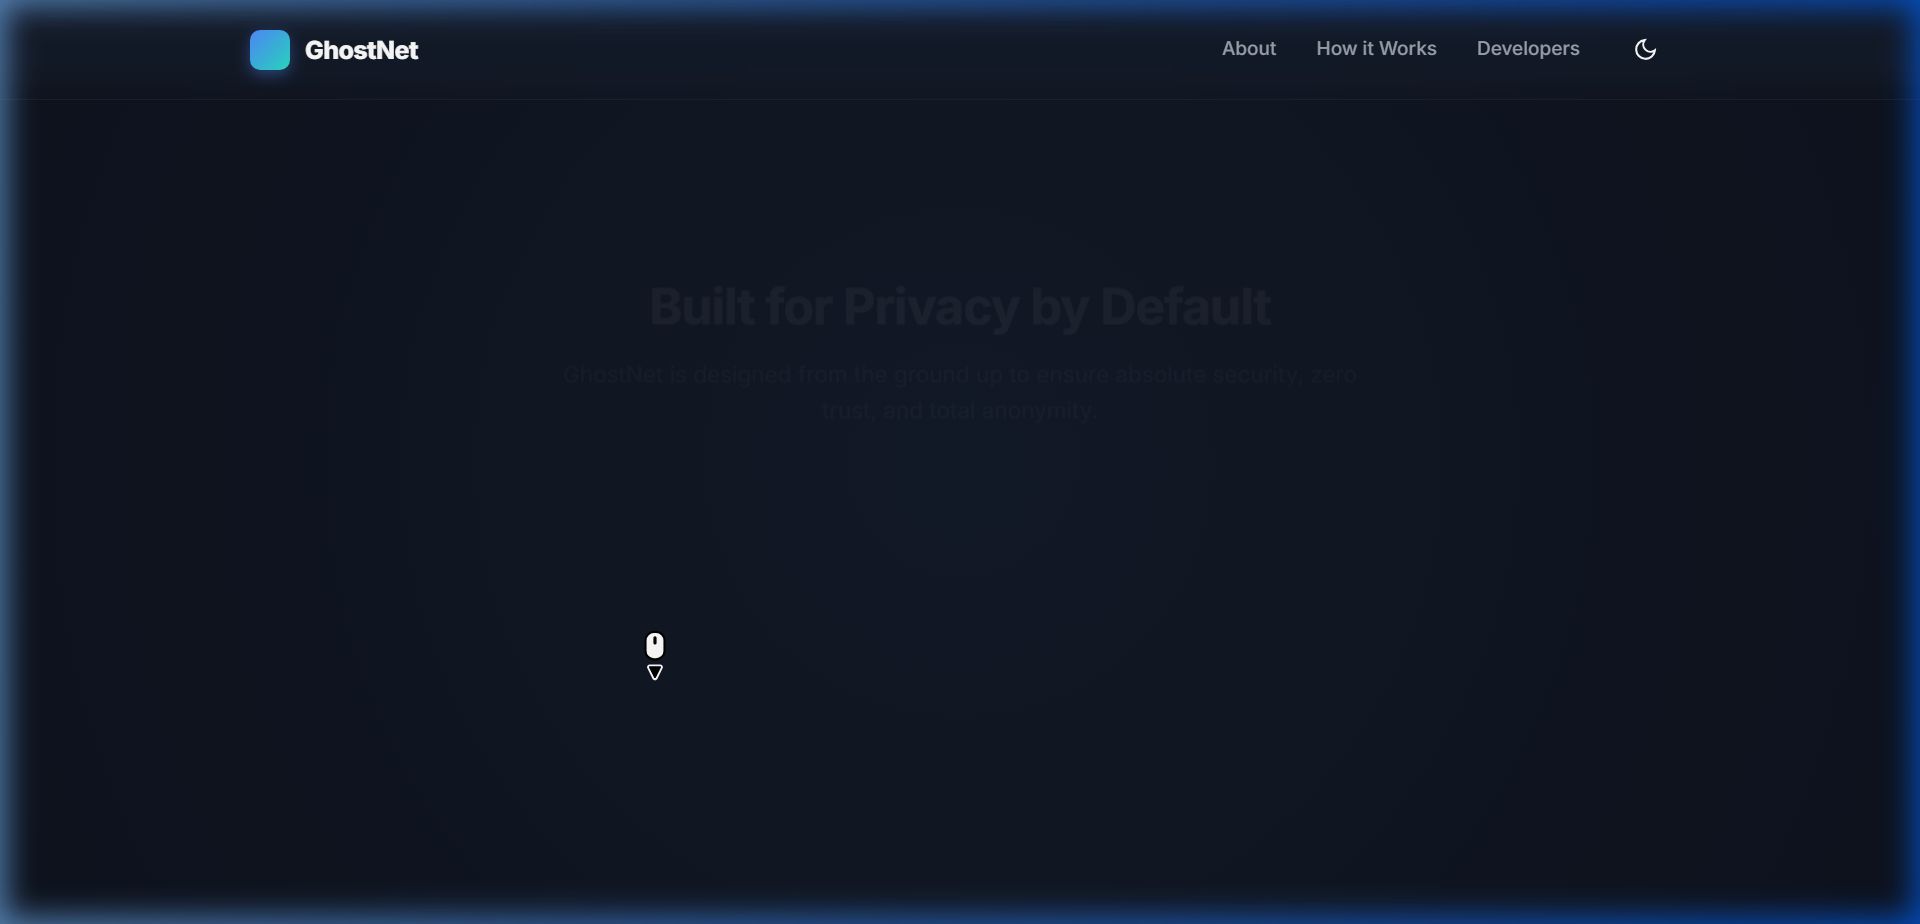 GhostNet
About
How it Works
Developers
Built for Privacy by Default
GhostNet is designed from the ground up to ensure absolute security, zero
trust, and total anonymity.